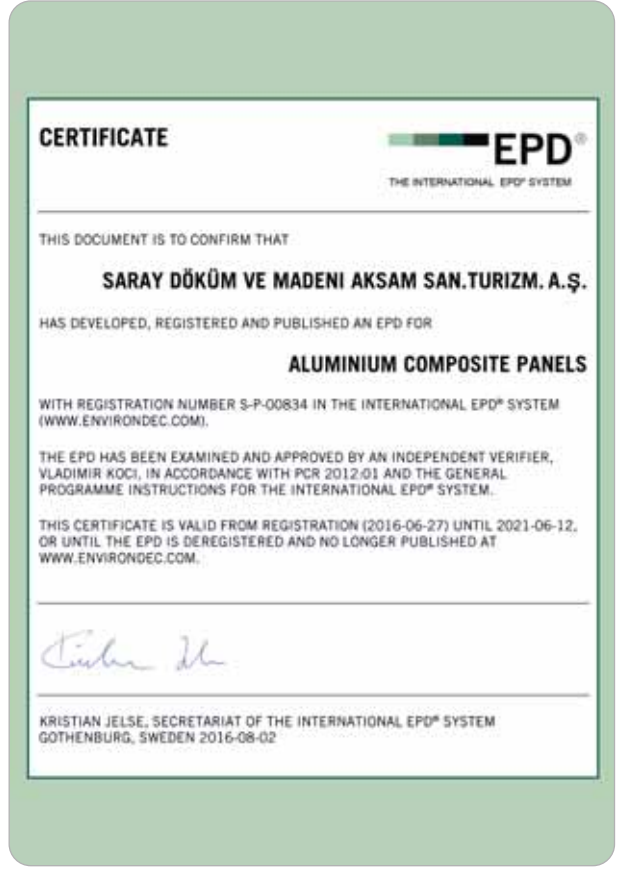 CERTIFICATE
EPD®
THE INTERNATIONAL EPD® SYSTEM
THIS DOCUMENT IS TO CONFIRM THAT
SARAY DÖKÜM VE MADENI AKSAM SAN.TURIZM. A.Ş.
HAS DEVELOPED, REGISTERED AND PUBLISHED AN EPD FOR
ALUMINIUM COMPOSITE PANELS
WITH REGISTRATION NUMBER S-P-00834 IN THE INTERNATIONAL EPD® SYSTEM
(WWW.ENVIRONDEC.COM).
THE EPD HAS BEEN EXAMINED AND APPROVED BY AN INDEPENDENT VERIFIER,
VLADIMIR KOCI, IN ACCORDANCE WITH PCR 2012:01 AND THE GENERAL
PROGRAMME INSTRUCTIONS FOR THE INTERNATIONAL EPD® SYSTEM.
THIS CERTIFICATE IS VALID FROM REGISTRATION (2016-06-27) UNTIL 2021-06-12,
OR UNTIL THE EPD IS DEREGISTERED AND NO LONGER PUBLISHED AT
WWW.ENVIRONDEC.COM.
KRISTIAN JELSE, SECRETARIAT OF THE INTERNATIONAL EPD® SYSTEM
GOTHENBURG, SWEDEN 2016-08-02